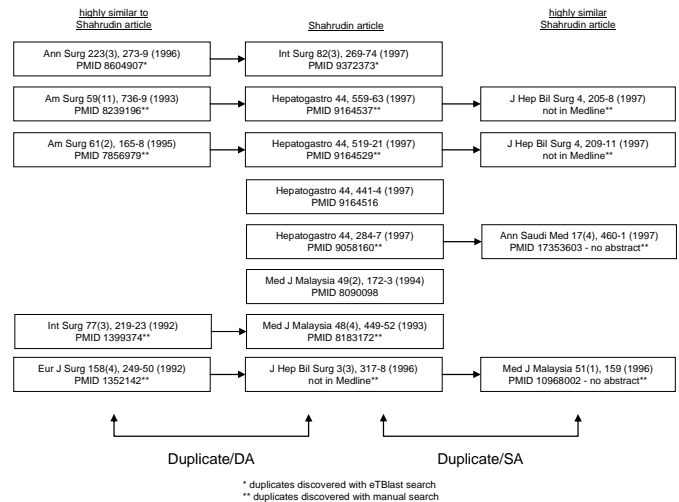 highly similar to
Shahrudin article
Shahrudin article
highly similar
Shahrudin Article
Ann Surg 223(3), 273-9 (1996)
PMID 8604907*
Int Surg 82(3), 269-74 (1997)
PMID 9372373*
Am Surg 59(11), 736-9 (1993)
PMID 8239196**
Hepatogastro 44, 559-63 (1997)
PMID 9164537**
J Hep Bil Surg 4, 205-8 (1997)
not in Medline**
Am Surg 61(2), 165-8 (1995)
PMID 7856979**
Hepatogastro 44, 519-21 (1997)
PMID 9164529**
J Hep Bil Surg 4, 209-11 (1997)
not in Medline**
Hepatogastro 44, 441-4 (1997)
PMID 9164516
Hepatogastro 44, 284-7 (1997)
PMID 9058160**
Ann Saudi Med 17(4), 460-1 (1997)
PMID 17353603 - no abstract**
Med J Malaysia 49(2), 172-3 (1994)
PMID 8090098
Int Surg 77(3), 219-23 (1992)
PMID 1399374**
Med J Malaysia 48(4), 449-52 (1993)
PMID 8183172**
Eur J Surg 158(4), 249-50 (1992)
PMID 1352142**
J Hep Bil Surg 3(3), 317-8 (1996)
not in Medline**
Med J Malaysia 51(1), 159 (1996)
PMID 10968002 - no abstract**
Duplicate/DA
Duplicate/SA
* duplicates discovered with eTBlast search
** duplicates discovered with manual search